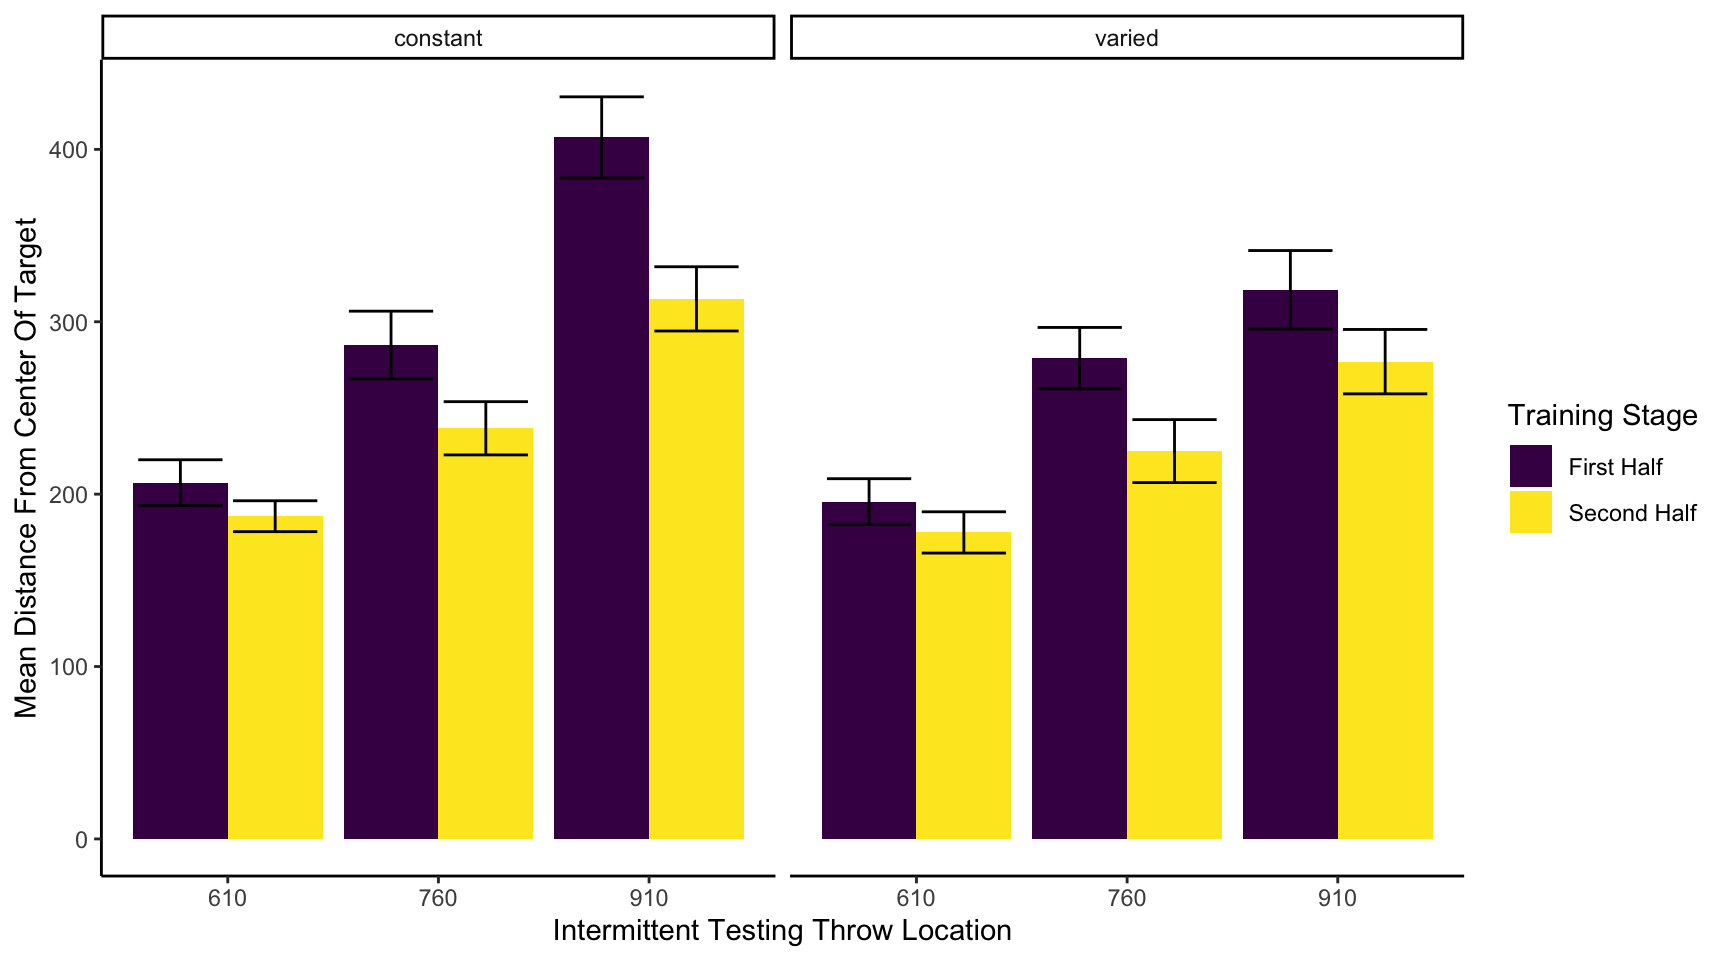 constant
varied
Mean Distance From Center Of Target
400
300
200
100
0
610
760
910
610
760
910
Intermittent Testing Throw Location
Training Stage
First Half
Second Half